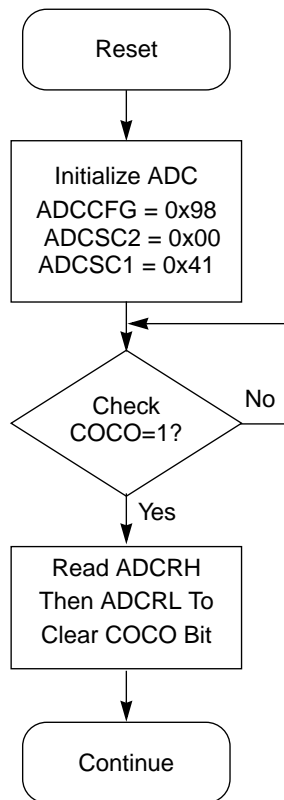 Reset
Initialize ADC
ADCCFG = 0x98
ADCSC2 = 0x00
ADCSC1 = 0x41
Check
COCO=1?
No
Yes
Read ADCRH
Then ADCRL To
Clear COCO Bit
Continue